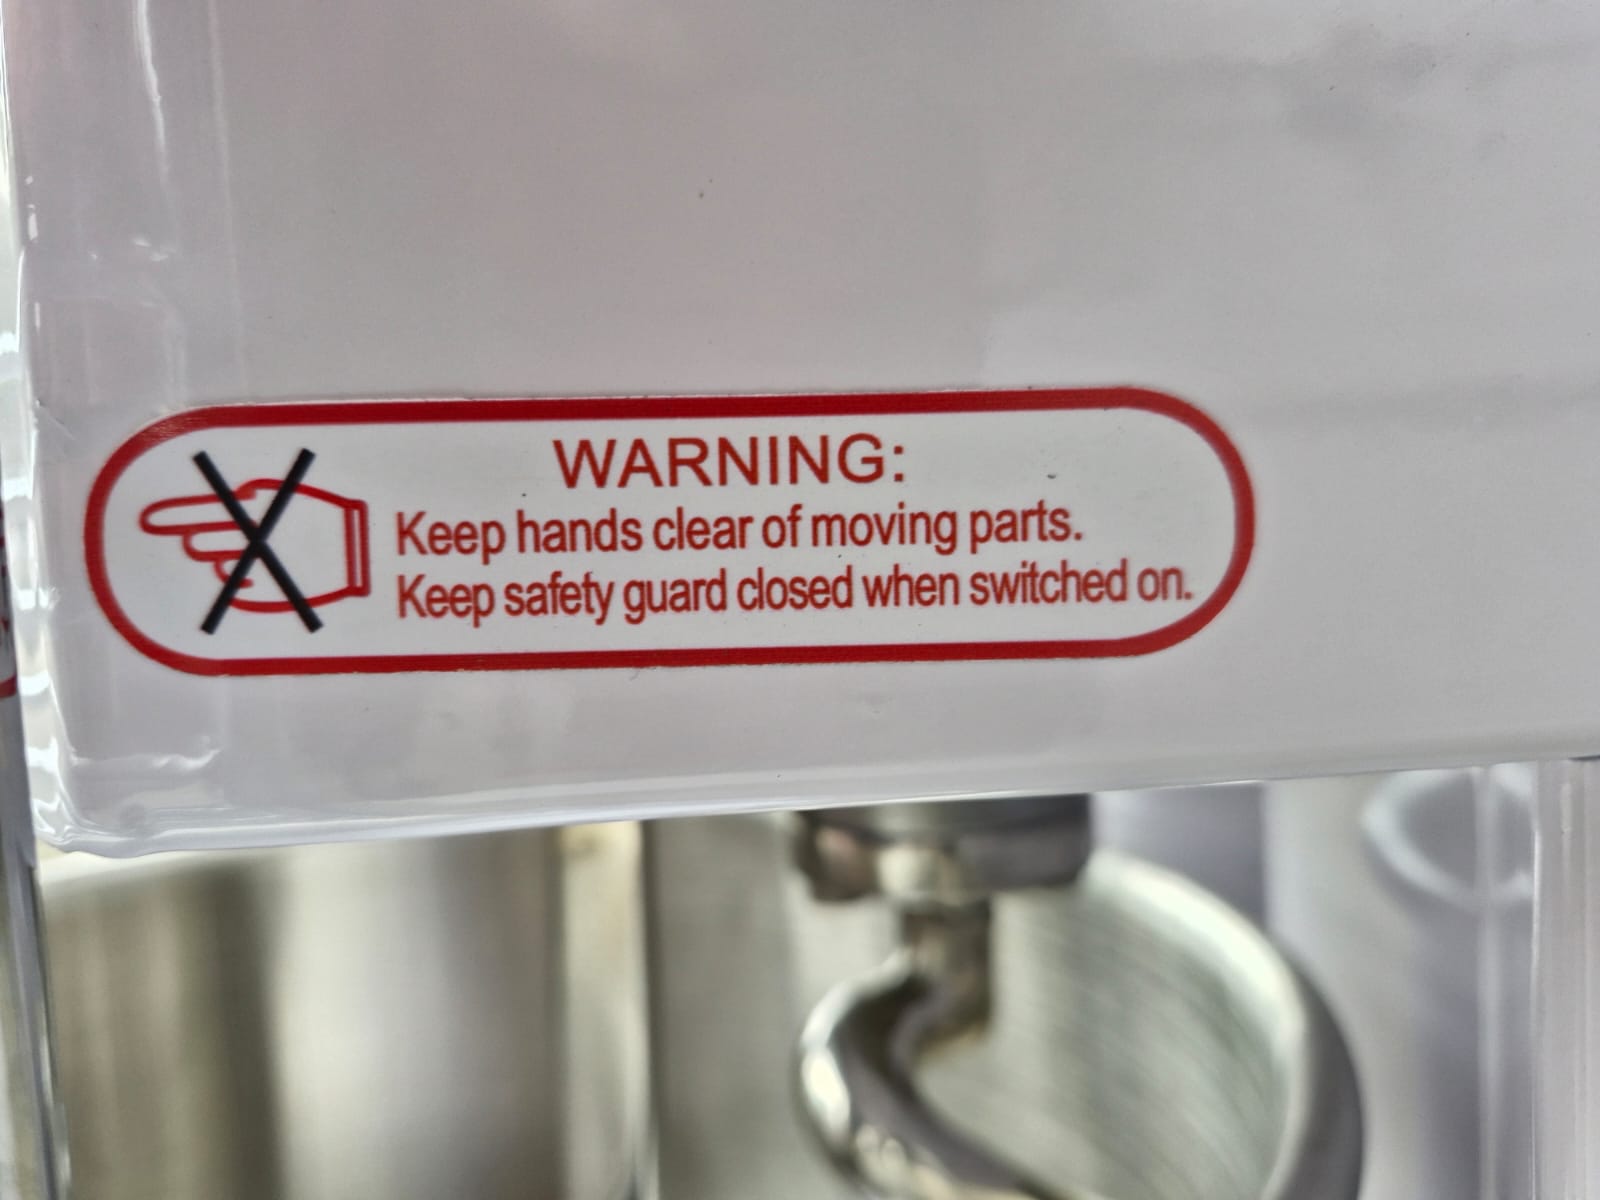 WARNING:
Keep hands clear of moving parts.
Keep safety guard closed when switched on.